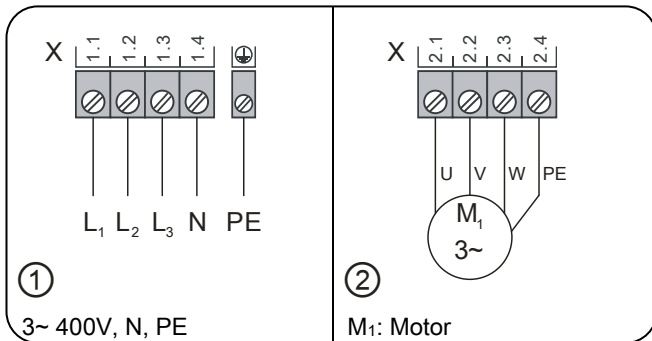 X 1.1 1.2 1.3 1.4
L₁ L₂ L₃ N PE
①
3~ 400V, N, PE
X 2.1 2.2 2.3 2.4
U V W PE
M₁
3~
②
M₁: Motor